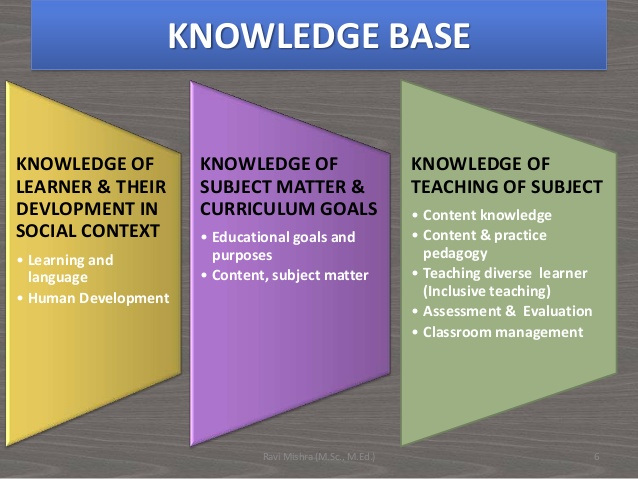 KNOWLEDGE BASE
KNOWLEDGE OF
LEARNER & THEIR
DEVLOPMENT IN
SOCIAL CONTEXT
• Learning and
language
• Human Development
KNOWLEDGE OF
SUBJECT MATTER &
CURRICULUM GOALS
• Educational goals and
purposes
• Content, subject matter
KNOWLEDGE OF
TEACHING OF SUBJECT
• Content knowledge
• Content & practice
pedagogy
• Teaching diverse  learner
(Inclusive teaching)
• Assessment &  Evaluation
• Classroom management
Ravi Mishra (M.Sc., M.Ed.)
6